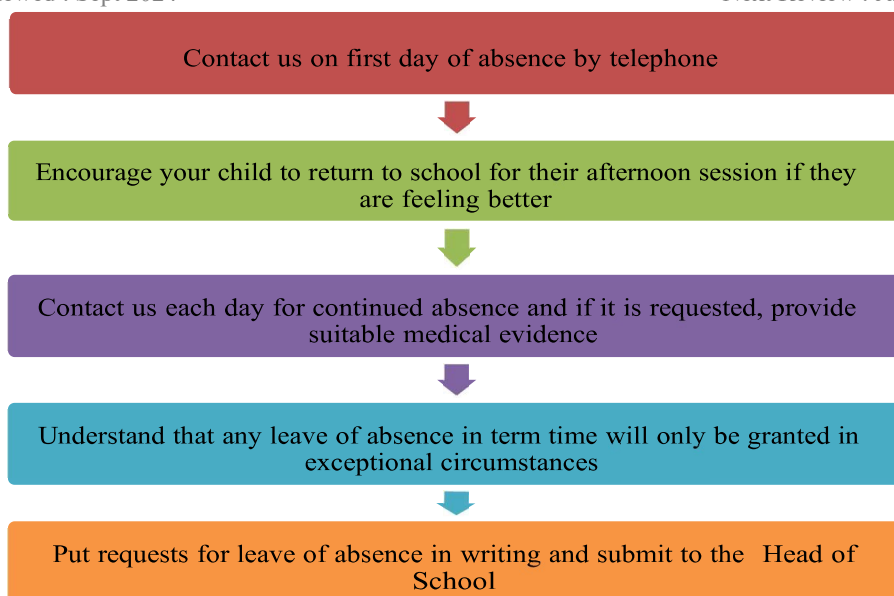 Contact us on first day of absence by telephone
Encourage your child to return to school for their afternoon session if they
are feeling better
Contact us each day for continued absence and if it is requested, provide
suitable medical evidence
Understand that any leave of absence in term time will only be granted in
exceptional circumstances
Put requests for leave of absence in writing and submit to the Head of
School